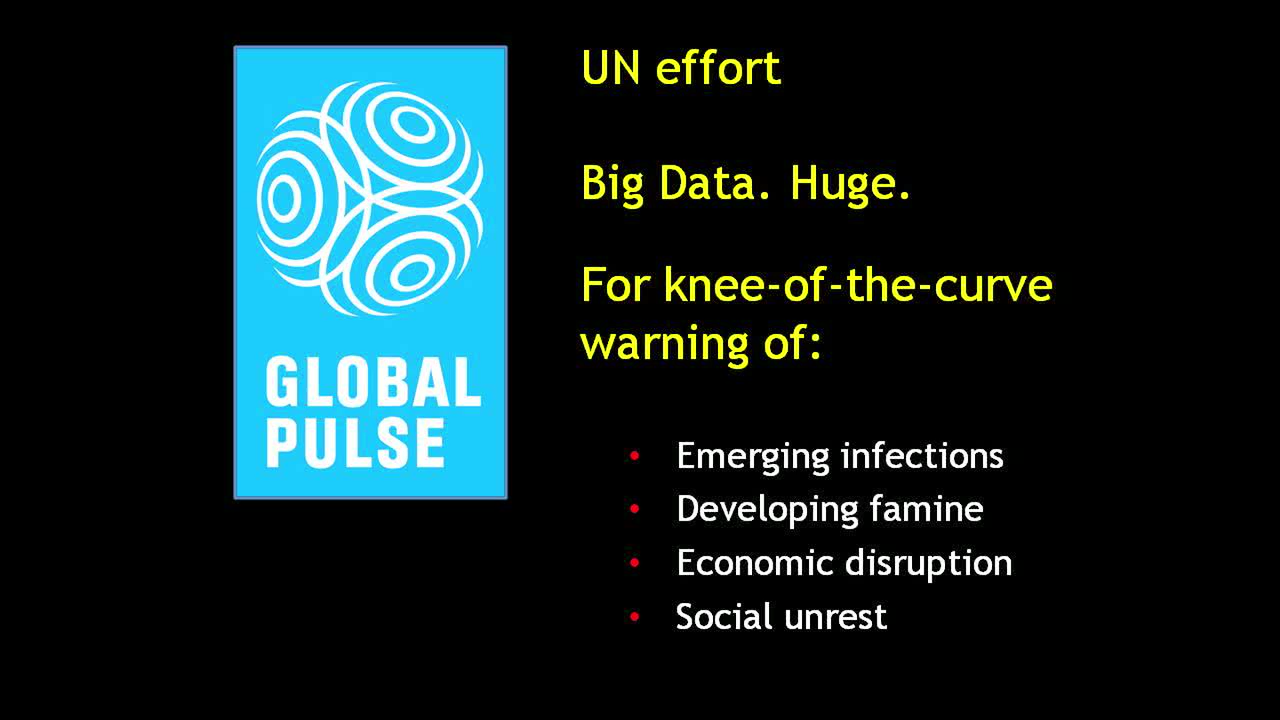 GLOBAL
PULSE
UN effort
Big Data. Huge.
For knee-of-the-curve
warning of:
• Emerging infections
• Developing famine
• Economic disruption
• Social unrest